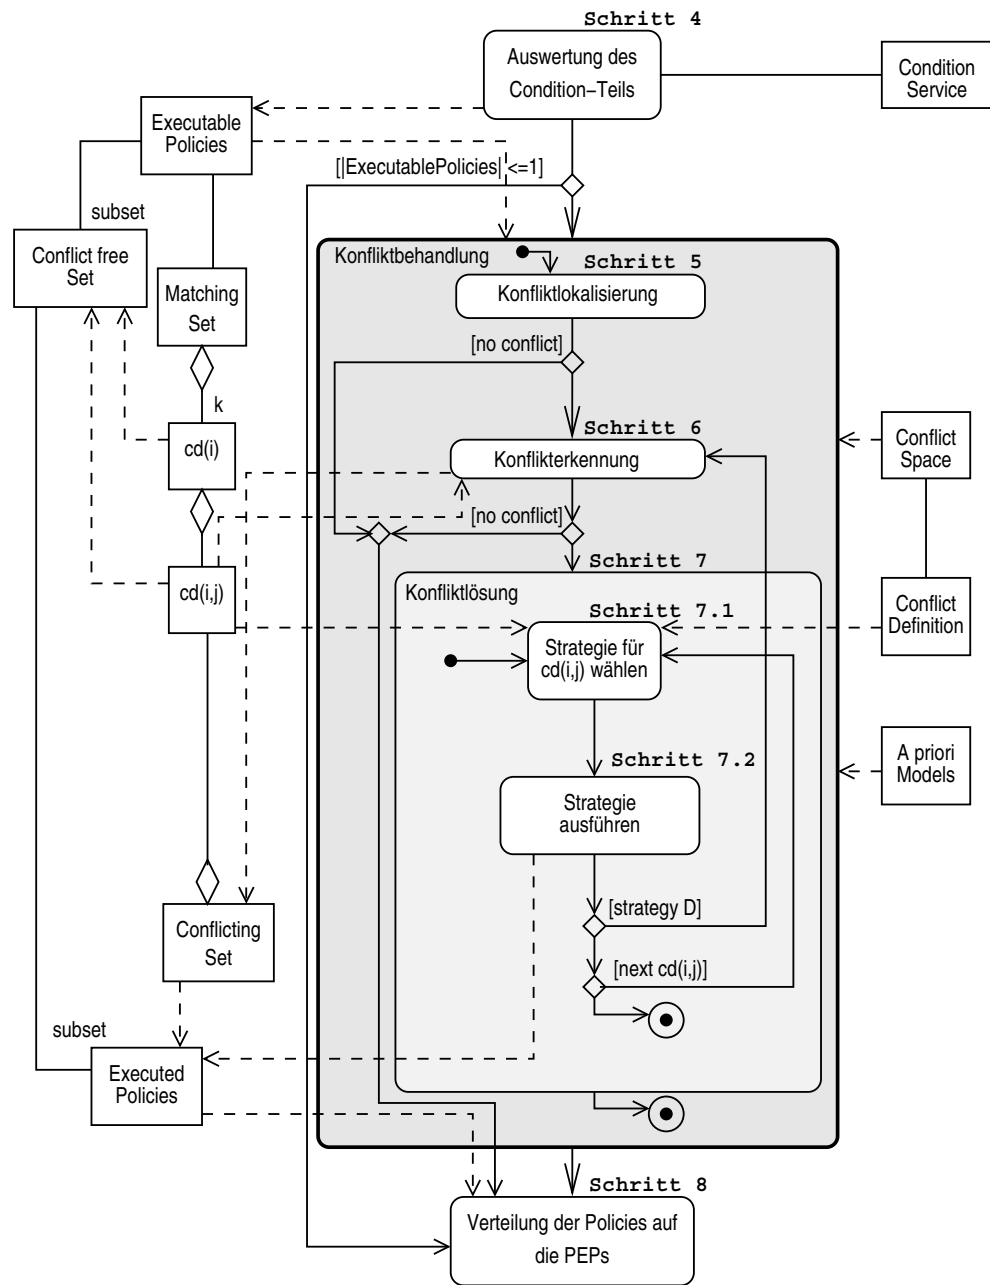 Schritt 4
Auswertung des
Condition–Teils
Condition
Service
Executable
Policies
[|ExecutablePolicies| <=1]
subset
Conflict free
Set
Konfliktbehandlung
Schritt 5
Konfliktlokalisierung
Matching
Set
[no conflict]
k
Schritt 6
cd(i)
Konflikterkennung
Conflict
Space
[no conflict]
Schritt 7
cd(i,j)
Konfliktlösung
Schritt 7.1
Conflict
Definition
Strategie für
cd(i,j) wählen
Schritt 7.2
A priori
Models
Strategie
ausführen
[strategy D]
Conflicting
Set
[next cd(i,j)]
subset
Executed
Policies
Schritt 8
Verteilung der Policies auf
die PEPs